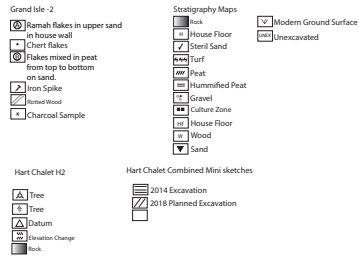 Grand Isle -2
A Ramah flakes in upper sand
in house wall
Chert flakes
B Flakes mixed in peat
from top to bottom
on sand.
Iron Spike
Rotted Wood
Charcoal Sample
Stratigraphy Maps
Rock
H House Floor
Steril Sand
Turf
Peat
Hummified Peat
Gravel
Culture Zone
Hf House Floor
W Wood
Sand
Modern Ground Surface
UNEX Unexcavated
Hart Chalet H2
Tree
Tree
Datum
Elevation Change
Rock
Hart Chalet Combined Mini sketches
2014 Excavation
2018 Planned Excavation